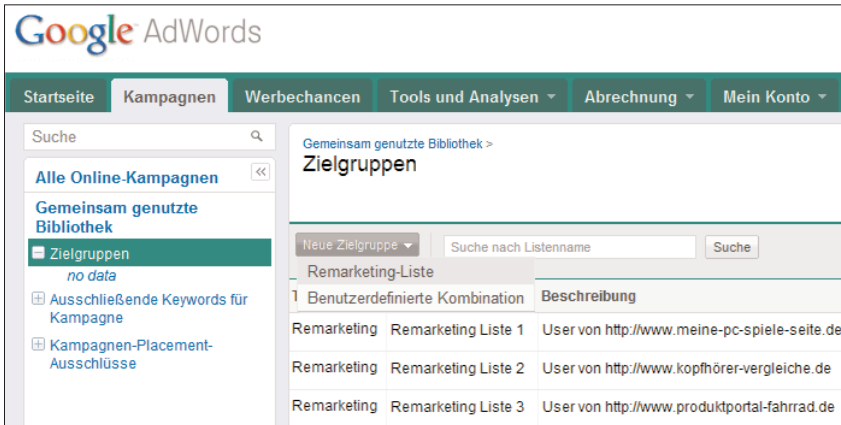 Google AdWords
Startseite Kampagnen Werbechancen Tools und Analysen Abrechnung Mein Konto
Suche
Alle Online-Kampagnen
Gemeinsam genutzte
Bibliothek
Zielgruppen
no data
Ausschließende Keywords für
Kampagne
Kampagnen-Placement-
Ausschlüsse
Gemeinsam genutzte Bibliothek >
Zielgruppen
Neue Zielgruppe Suche nach Listenname Suche
Remarketing-Liste
Benutzerdefinierte Kombination Beschreibung
Remarketing Remarketing Liste 1 User von http://www.meine-pc-spiele-seite.de
Remarketing Remarketing Liste 2 User von http://www.kopfhörer-vergleiche.de
Remarketing Remarketing Liste 3 User von http://www.produktportal-fahrrad.de